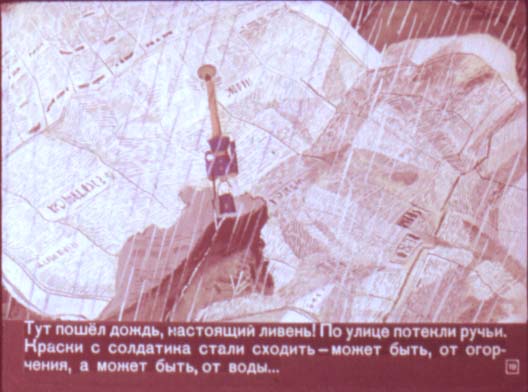 Тут пошёл дождь, настоящий ливень! По улице потекли ручьи.
Краски с солдатика стали сходить – может быть, от огор-
чения, а может быть, от воды...
19